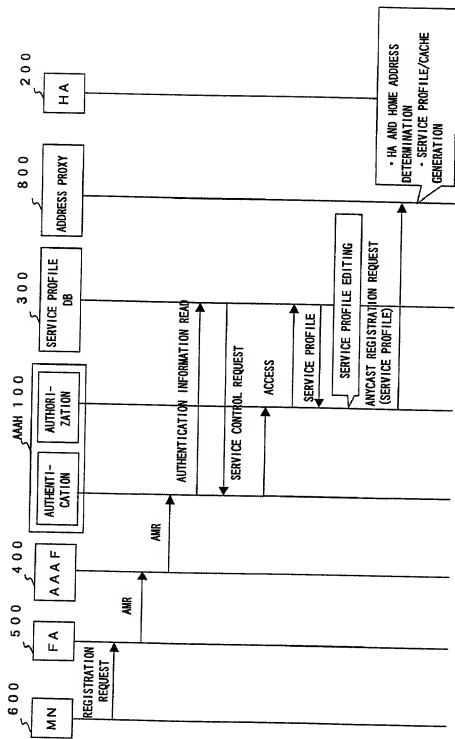 600
MN
500
FA
400
AAAF
AAAH 100
AUTHENTI-
CATION
AUTHORI-
ZATION
300
SERVICE PROFILE
DB
800
ADDRESS PROXY
200
HA
REGISTRATION
REQUEST
AMR
AMR
AUTHENTICATION INFORMATION READ
SERVICE CONTROL REQUEST
ACCESS
SERVICE PROFILE
SERVICE PROFILE EDITING
ANYCAST REGISTRATION REQUEST
(SERVICE PROFILE)
・HA AND HOME ADDRESS
DETERMINATION
・SERVICE PROFILE/CACHE
GENERATION